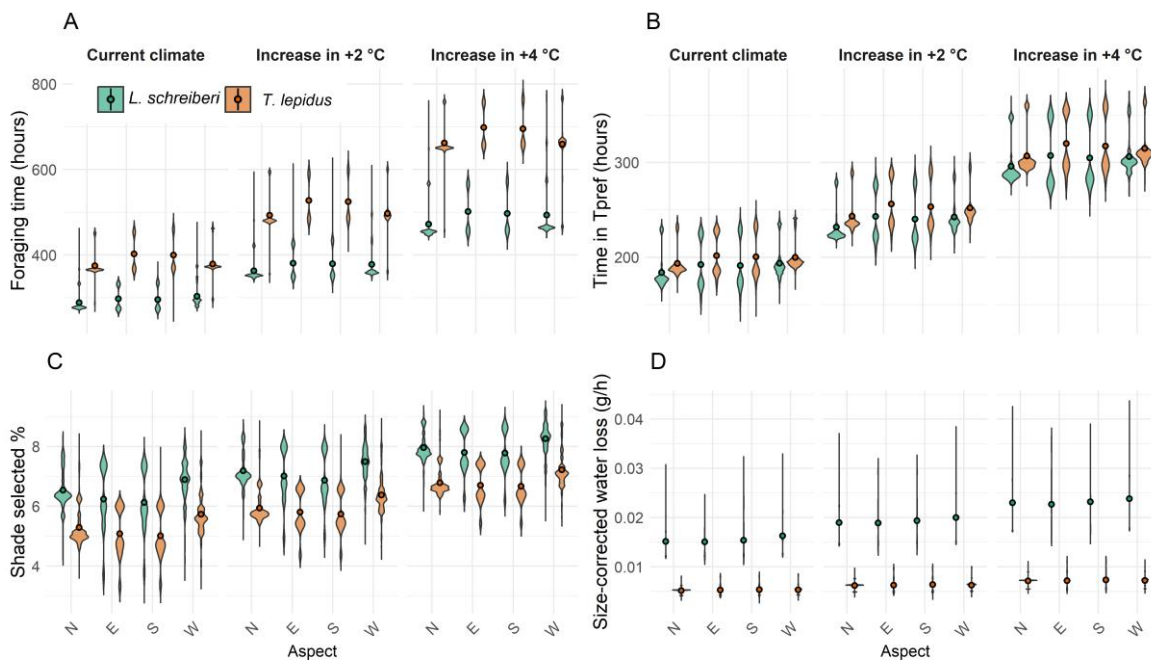 A
Current climate
Increase in +2 °C
Increase in +4 °C
Foraging time (hours)
800
600
400
L. schreiberi
T. lepidus
B
Current climate
Increase in +2 °C
Increase in +4 °C
Time in Tpref (hours)
300
200
C
Shade selected %
8
6
4
N
E
S
W
N
E
S
W
N
E
S
W
Aspect
D
Size-corrected water loss (g/h)
0.04
0.03
0.02
0.01
N
E
S
W
N
E
S
W
N
E
S
W
Aspect